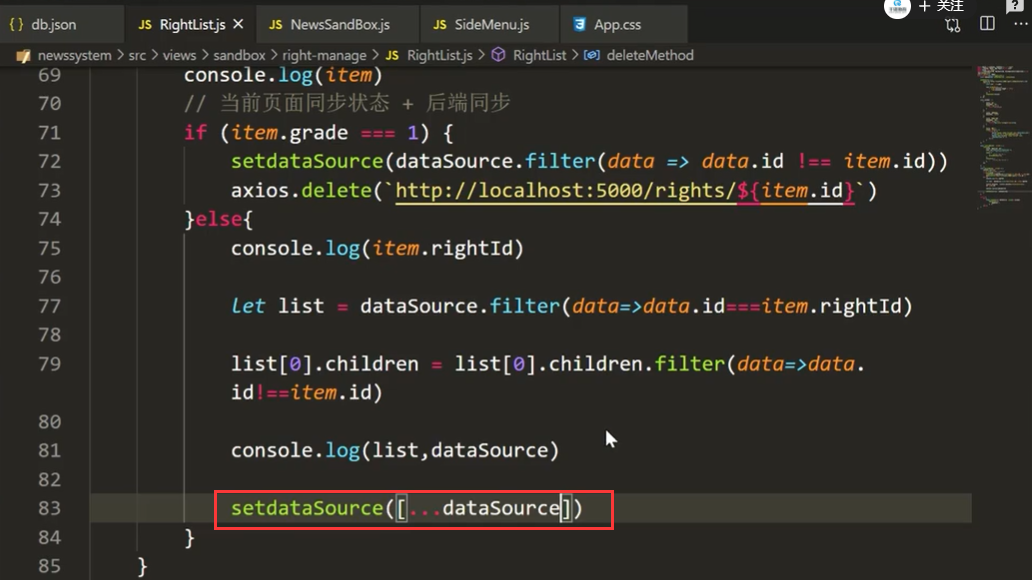 {} db.json JS RightList.js × JS NewsSandBox.js JS SideMenu.js App.css + 关注
newssystem > src > views > sandbox > right-manage > JS RightList.js > RightList > deleteMethod
69 console.log(item)
70 // 当前页面同步状态 + 后端同步
71 if (item.grade === 1) {
72 setdataSource(dataSource.filter(data => data.id !== item.id))
73 axios.delete(`http://localhost:5000/rights/${item.id}`)
74 }else{
75 console.log(item.rightId)
76
77 let list = dataSource.filter(data=>data.id===item.rightId)
78
79 list[0].children = list[0].children.filter(data=>data.
id!==item.id)
80
81 console.log(list,dataSource)
82
83 setdataSource([...dataSource])
84 }
85 }